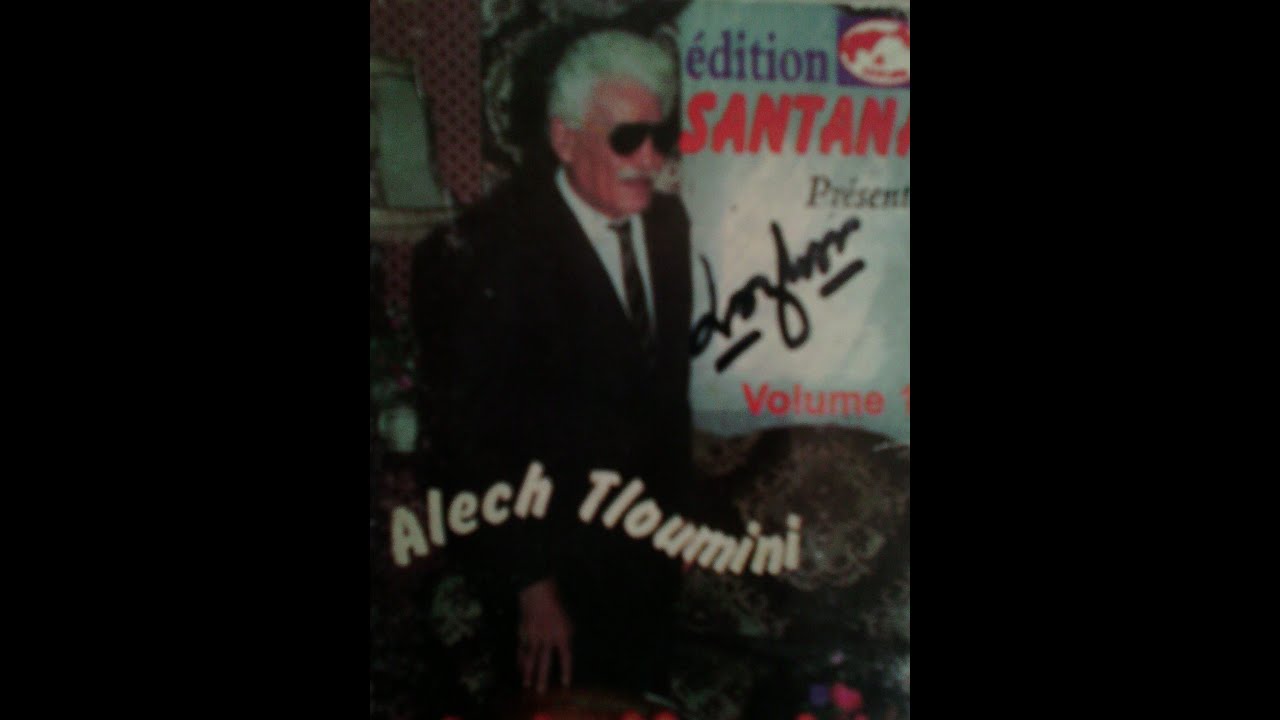 édition
SANTANA
Présent
Volume 1
Alech Tloumini